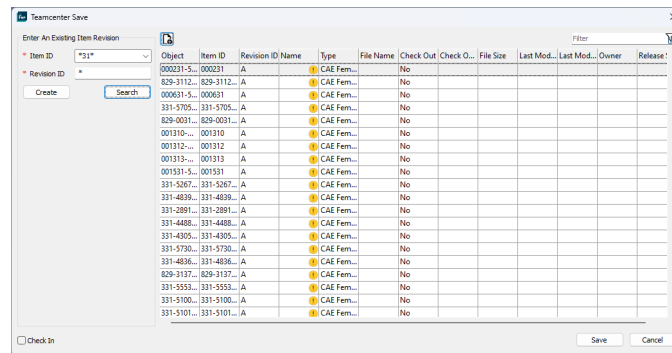 Teamcenter Save
Enter An Existing Item Revision
* Item ID *31*
* Revision ID *
Create Search
Filter
Object Item ID Revision ID Name Type File Name Check Out Check O... File Size Last Mod... Last Mod... Owner Release
000231-5... 000231 A CAE Fem... No
829-3112... 829-3112... A CAE Fem... No
000631-5... 000631 A CAE Fem... No
331-5705... 331-5705... A CAE Fem... No
829-0031... 829-0031... A CAE Fem... No
001310-... 001310 A CAE Fem... No
001312-... 001312 A CAE Fem... No
001313-... 001313 A CAE Fem... No
001531-5... 001531 A CAE Fem... No
331-5267... 331-5267... A CAE Fem... No
331-4839... 331-4839... A CAE Fem... No
331-2891... 331-2891... A CAE Fem... No
331-4488... 331-4488... A CAE Fem... No
331-4305... 331-4305... A CAE Fem... No
331-5730... 331-5730... A CAE Fem... No
331-4836... 331-4836... A CAE Fem... No
829-3137... 829-3137... A CAE Fem... No
331-5553... 331-5553... A CAE Fem... No
331-5100... 331-5100... A CAE Fem... No
331-5101... 331-5101... A CAE Fem... No
Check In
Save Cancel